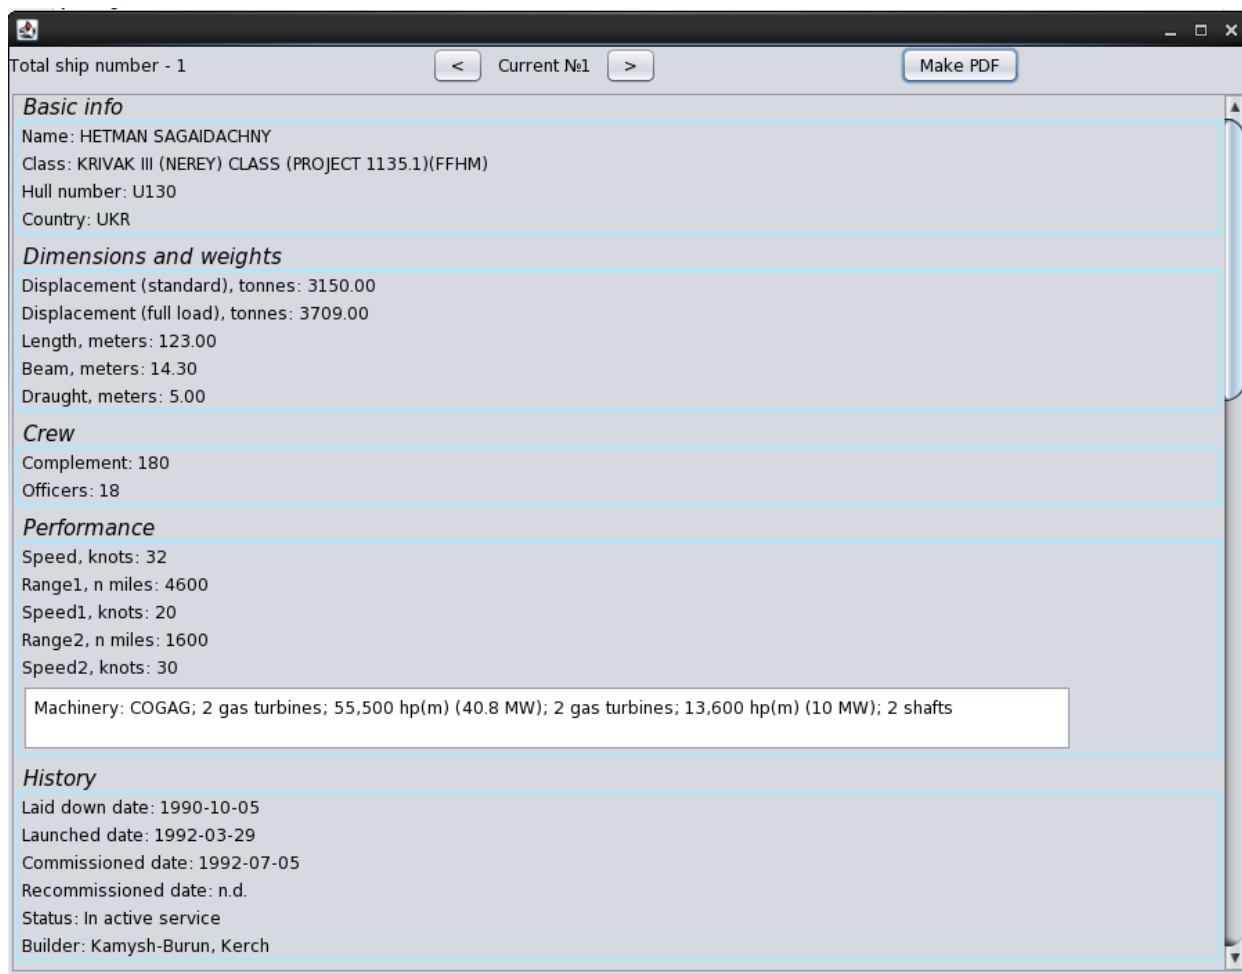 Total ship number - 1 < Current №1 > Make PDF
Basic info
Name: HETMAN SAGAIDACHNY
Class: KRIVAK III (NEREY) CLASS (PROJECT 1135.1)(FFHM)
Hull number: U130
Country: UKR
Dimensions and weights
Displacement (standard), tonnes: 3150.00
Displacement (full load), tonnes: 3709.00
Length, meters: 123.00
Beam, meters: 14.30
Draught, meters: 5.00
Crew
Complement: 180
Officers: 18
Performance
Speed, knots: 32
Range1, n miles: 4600
Speed1, knots: 20
Range2, n miles: 1600
Speed2, knots: 30
Machinery: COGAG; 2 gas turbines; 55,500 hp(m) (40.8 MW); 2 gas turbines; 13,600 hp(m) (10 MW); 2 shafts
History
Laid down date: 1990-10-05
Launched date: 1992-03-29
Commissioned date: 1992-07-05
Recommissioned date: n.d.
Status: In active service
Builder: Kamysh-Burun, Kerch